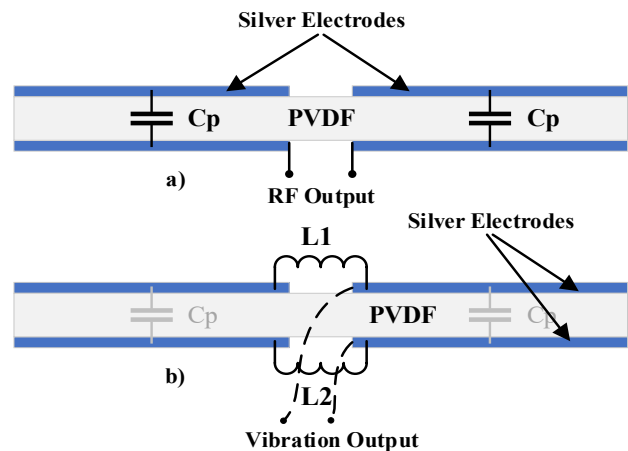 Silver Electrodes
Cp PVDF Cp
a)
RF Output
L1
Silver Electrodes
Cp PVDF Cp
b)
L2
Vibration Output